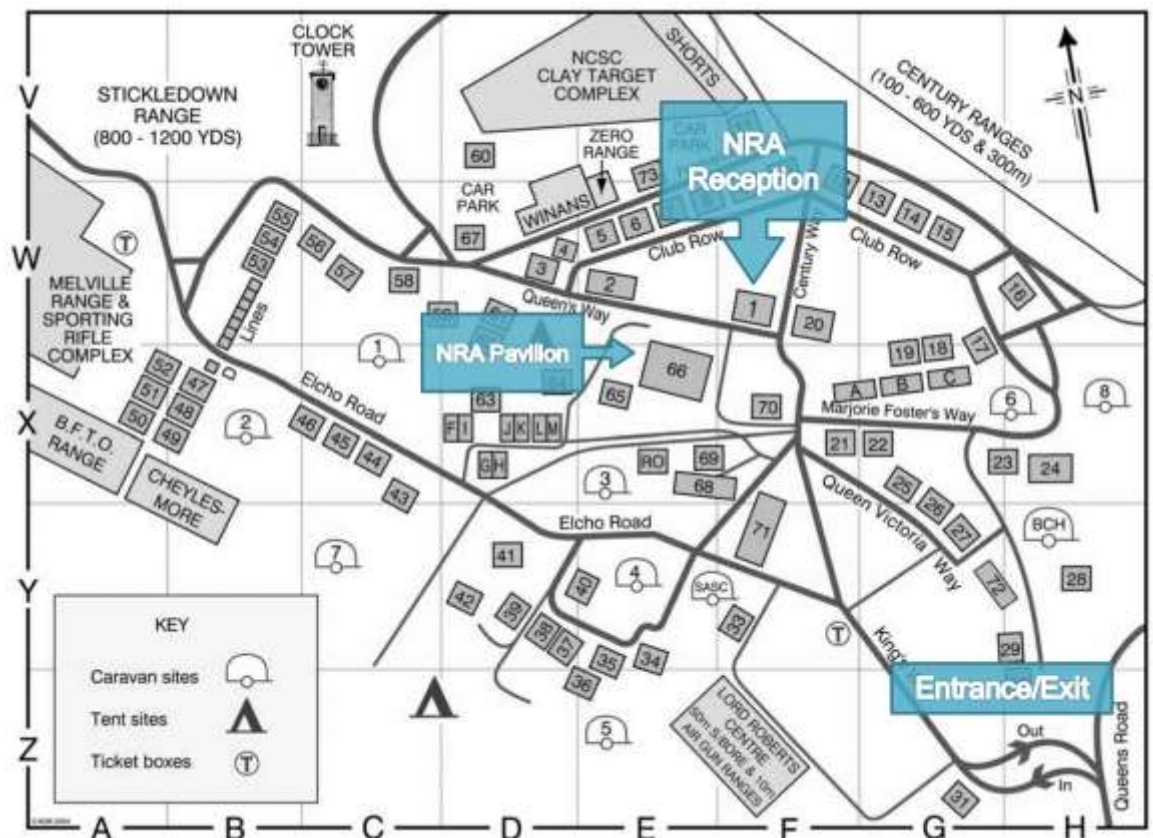 CLOCK
TOWER
NCSC
CLAY TARGET
COMPLEX
SHORTS
CENTURY RANGES
(100 - 600 YDS & 300m)
N
V
STICKLEDOWN
RANGE
(800 - 1200 YDS)
ZERO
RANGE
CAR
PARK
NRA
Reception
60
73
CAR
PARK
WINANS
67
13
14
15
5
6
4
3
2
Club Row
Century Way
Club Row
W
T
55
54
53
56
57
58
Lines
MELVILLE
RANGE &
SPORTING
RIFLE
COMPLEX
Queen's Way
1
20
16
17
19
18
A
B
C
NRA Pavilion
66
65
63
70
Marjorie Foster's Way
6
8
1
2
Elcho Road
52
51
50
47
48
49
46
45
44
43
X
B.F.T.O.
RANGE
CHEYLES-
MORE
F I
J K L M
G H
3
RO
69
68
71
21
22
23
24
25
26
27
Queen Victoria
Way
BCH
28
72
29
Elcho Road
7
41
42
40
4
39
38
37
35
36
34
SASC
33
T
Y
KEY
Caravan sites
Tent sites
Ticket boxes
T
5
LORD ROBERTS
CENTRE
50m S.BORE & 10m
AIR GUN RANGES
King's
Entrance/Exit
Out
In
31
Queens Road
Z
A
B
C
D
E
F
G
H